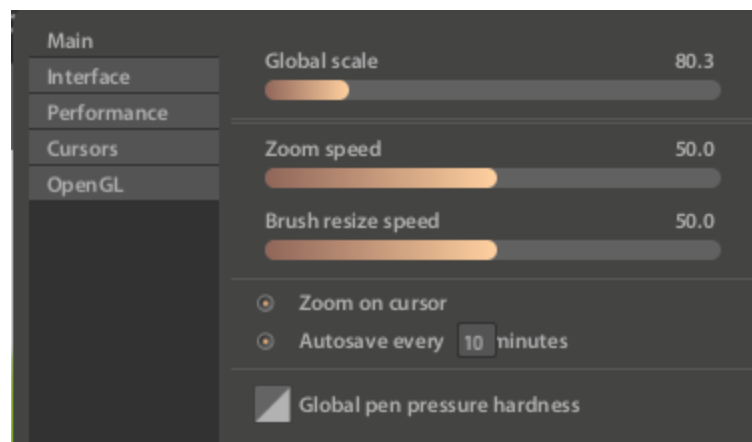 Main
Interface
Performance
Cursors
OpenGL
Global scale 80.3
Zoom speed 50.0
Brush resize speed 50.0
Zoom on cursor
Autosave every 10 minutes
Global pen pressure hardness